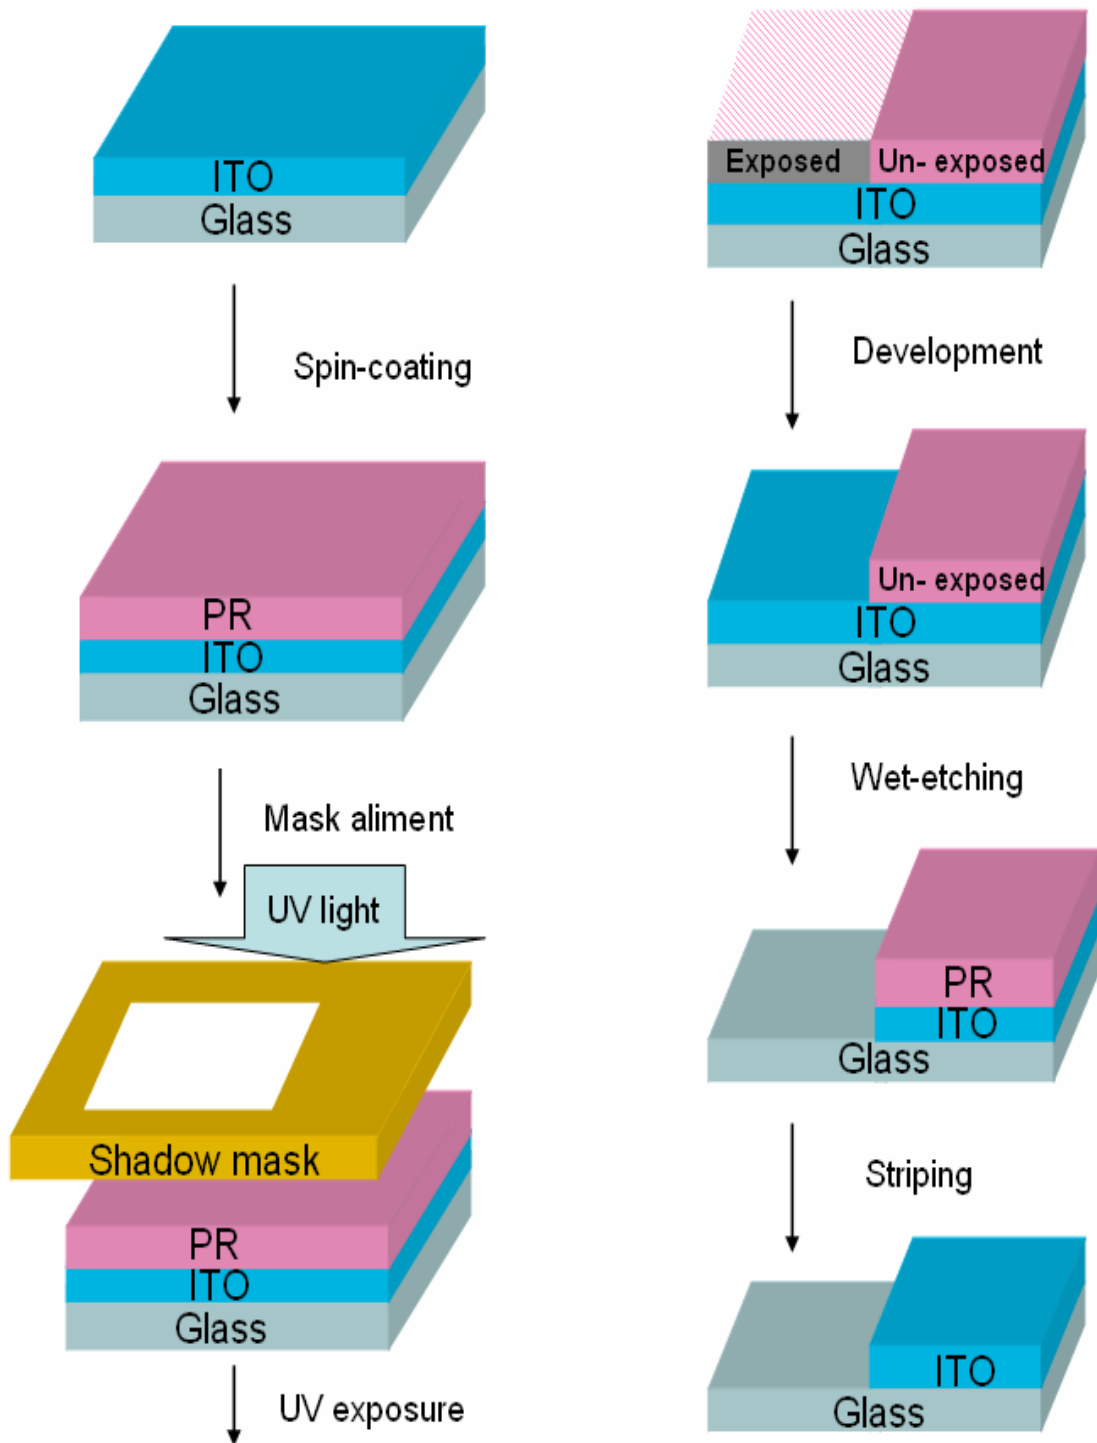 ITO
Glass
Spin-coating
PR
ITO
Glass
Mask aliment
UV light
Shadow mask
PR
ITO
Glass
UV exposure
Exposed
Un- exposed
ITO
Glass
Development
Un- exposed
ITO
Glass
Wet-etching
PR
ITO
Glass
Striping
ITO
Glass